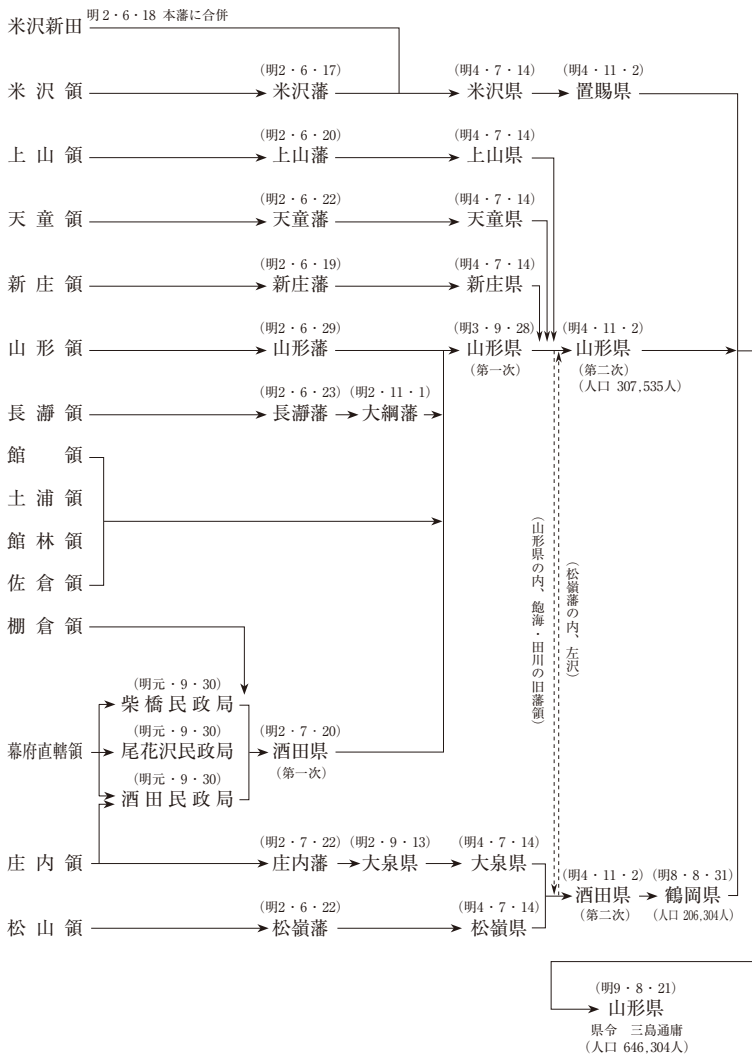 米沢新田 明2・6・18 本藩に合併
(明2・6・17) (明4・7・14) (明4・11・2)
米沢領 米沢藩 米沢県 置賜県
(明2・6・20) (明4・7・14)
上山領 上山藩 上山県
(明2・6・22) (明4・7・14)
天童領 天童藩 天童県
(明2・6・19) (明4・7・14)
新庄領 新庄藩 新庄県
(明2・6・29) (明3・9・28) (明4・11・2)
山形領 山形藩 山形県 山形県
(第一次) (第二次)
(人口 307,535人)
(明2・6・23) (明2・11・1)
長瀞領 長瀞藩 大綱藩
館領
土浦領
館林領
佐倉領
(山形県の内、飽海・田川の旧藩領)
(松嶺藩の内、左沢)
棚倉領
(明元・9・30)
柴橋民政局
(明元・9・30) (明2・7・20)
幕府直轄領 尾花沢民政局 酒田県
(明元・9・30) (第一次)
酒田民政局
(明2・7・22) (明2・9・13) (明4・7・14)
庄内領 庄内藩 大泉県 大泉県
(明4・11・2) (明8・8・31)
酒田県 鶴岡県
(第二次) (人口 206,304人)
(明2・6・22) (明4・7・14)
松山領 松嶺藩 松嶺県
(明9・8・21)
山形県
県令 三島通庸
(人口 646,304人)